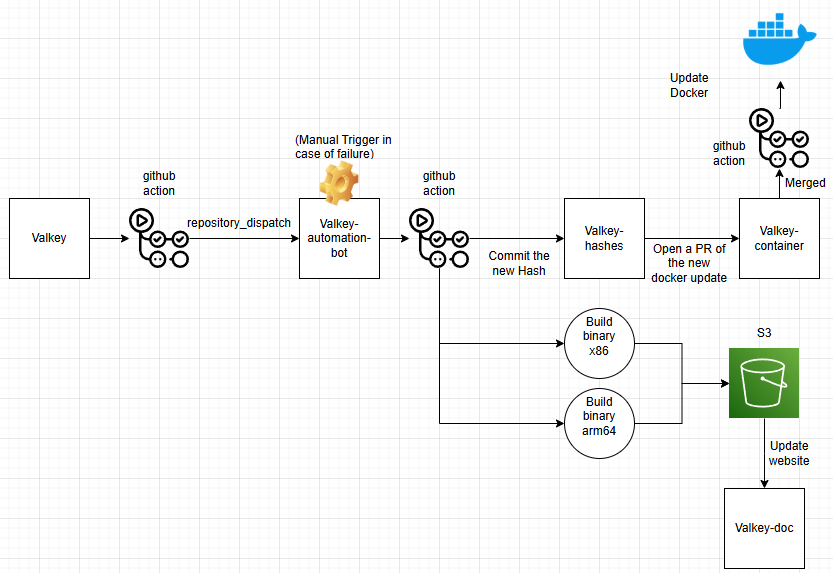 Update
Docker
(Manual Trigger in
case of failure)
github
action
github
action
github
action
Merged
Valkey
repository_dispatch
Valkey-
automation-
bot
Commit the
new Hash
Valkey-
hashes
Open a PR of
the new
docker update
Valkey-
container
Build
binary
x86
S3
Build
binary
arm64
Update
website
Valkey-doc